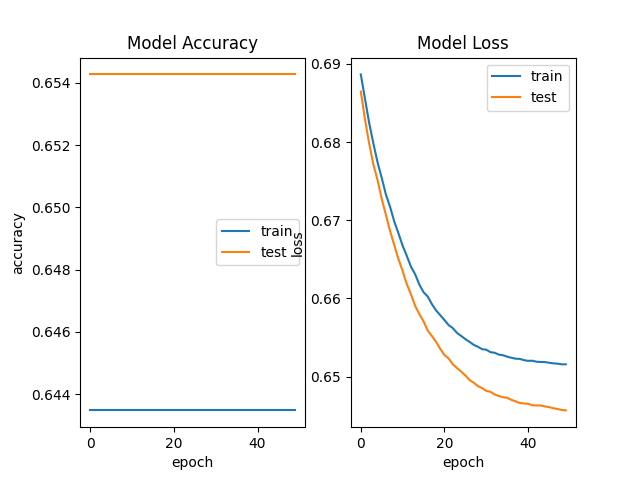 Model Accuracy
accuracy
0.654
0.652
0.650
0.648
0.646
0.644
train
test
0
20
40
epoch
Model Loss
loss
0.69
0.68
0.67
0.66
0.65
train
test
0
20
40
epoch